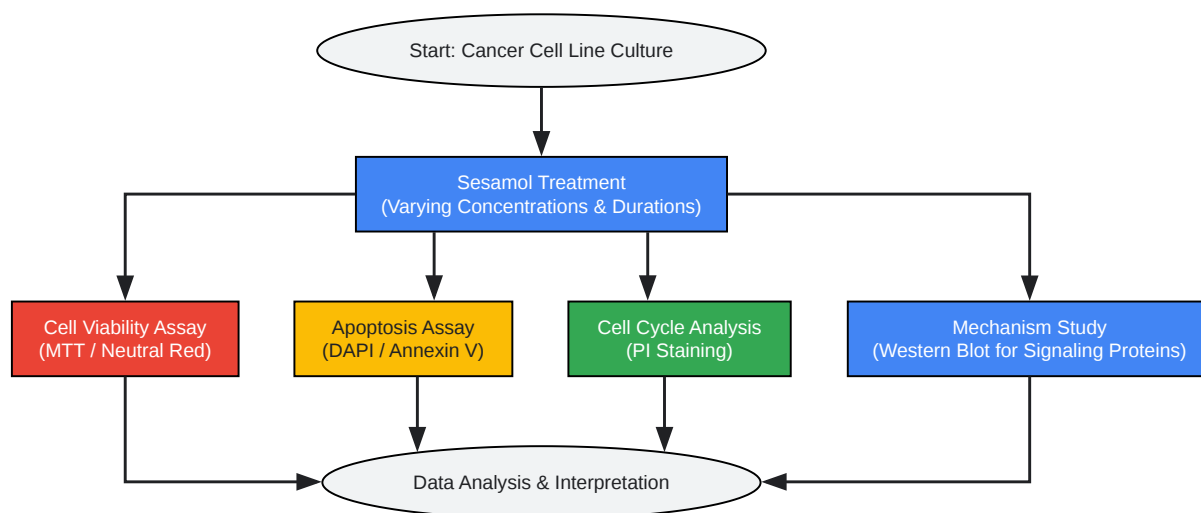 Start: Cancer Cell Line Culture
Sesamol Treatment
(Varying Concentrations & Durations)
Cell Viability Assay
(MTT / Neutral Red)
Apoptosis Assay
(DAPI / Annexin V)
Cell Cycle Analysis
(PI Staining)
Mechanism Study
(Western Blot for Signaling Proteins)
Data Analysis & Interpretation